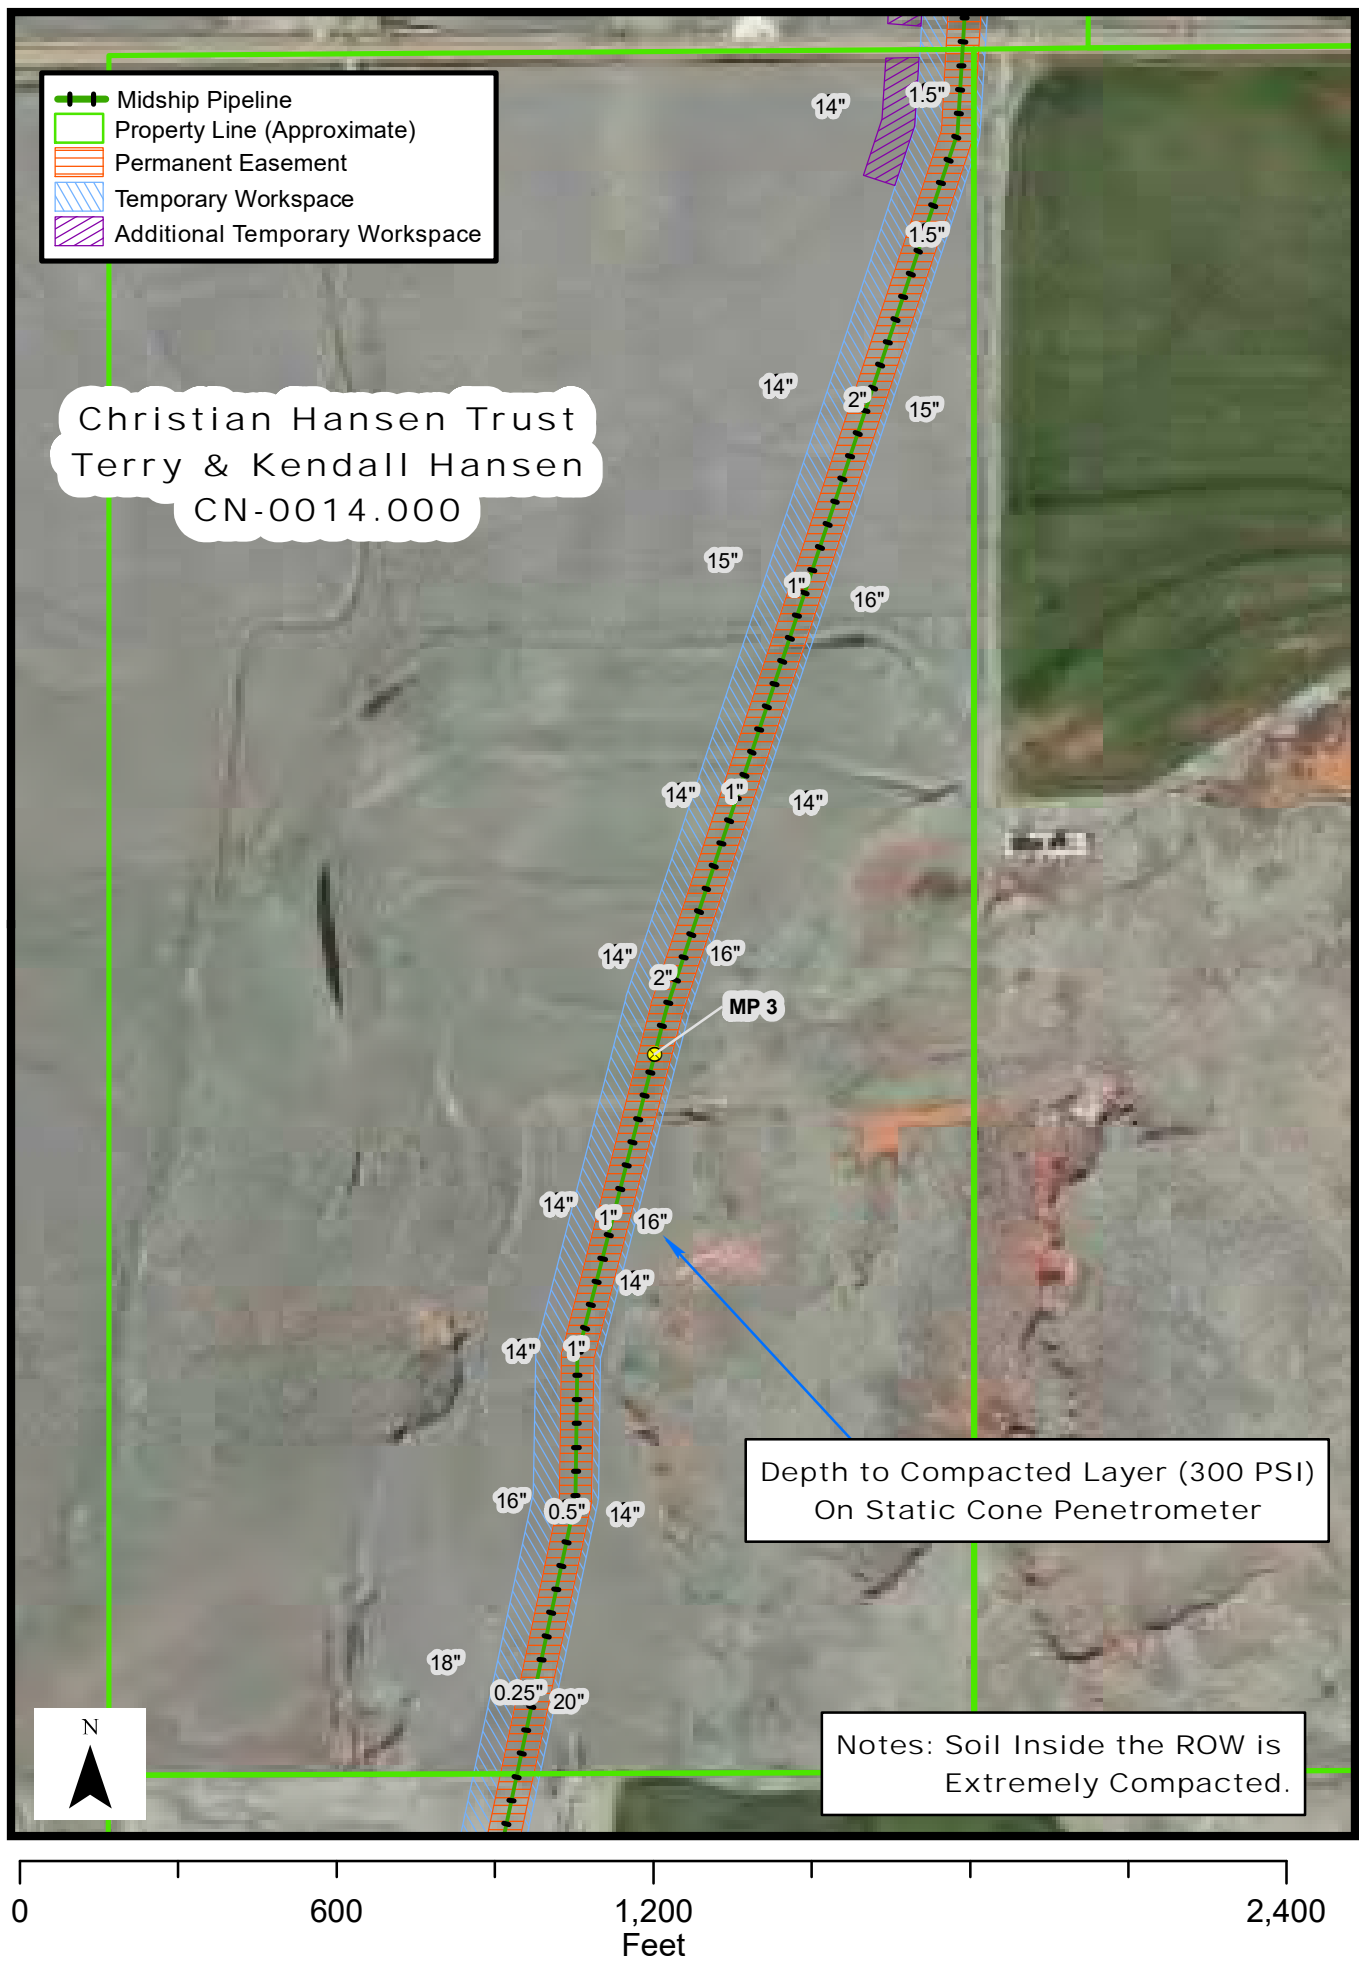 Midship Pipeline
Property Line (Approximate)
Permanent Easement
Temporary Workspace
Additional Temporary Workspace
14" 1.5"
1.5"
14" 2" 15"
Christian Hansen Trust
Terry & Kendall Hansen
CN-0014.000
15" 1" 16"
14" 1" 14"
14" 2" 16"
MP 3
14" 1" 16"
14"
14" 1"
Depth to Compacted Layer (300 PSI)
On Static Cone Penetrometer
16" 0.5" 14"
18" 0.25" 20"
N
Notes: Soil Inside the ROW is
Extremely Compacted.
0 600 1,200 2,400
Feet